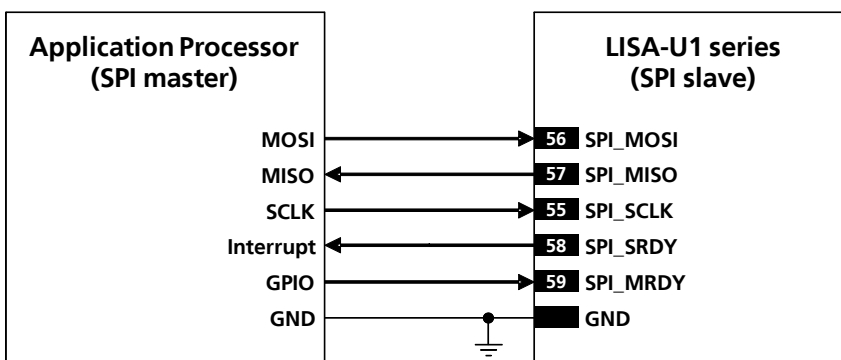 Application Processor
(SPI master)
LISA-U1 series
(SPI slave)
MOSI 56 SPI_MOSI
MISO 57 SPI_MISO
SCLK 55 SPI_SCLK
Interrupt 58 SPI_SRDY
GPIO 59 SPI_MRDY
GND GND